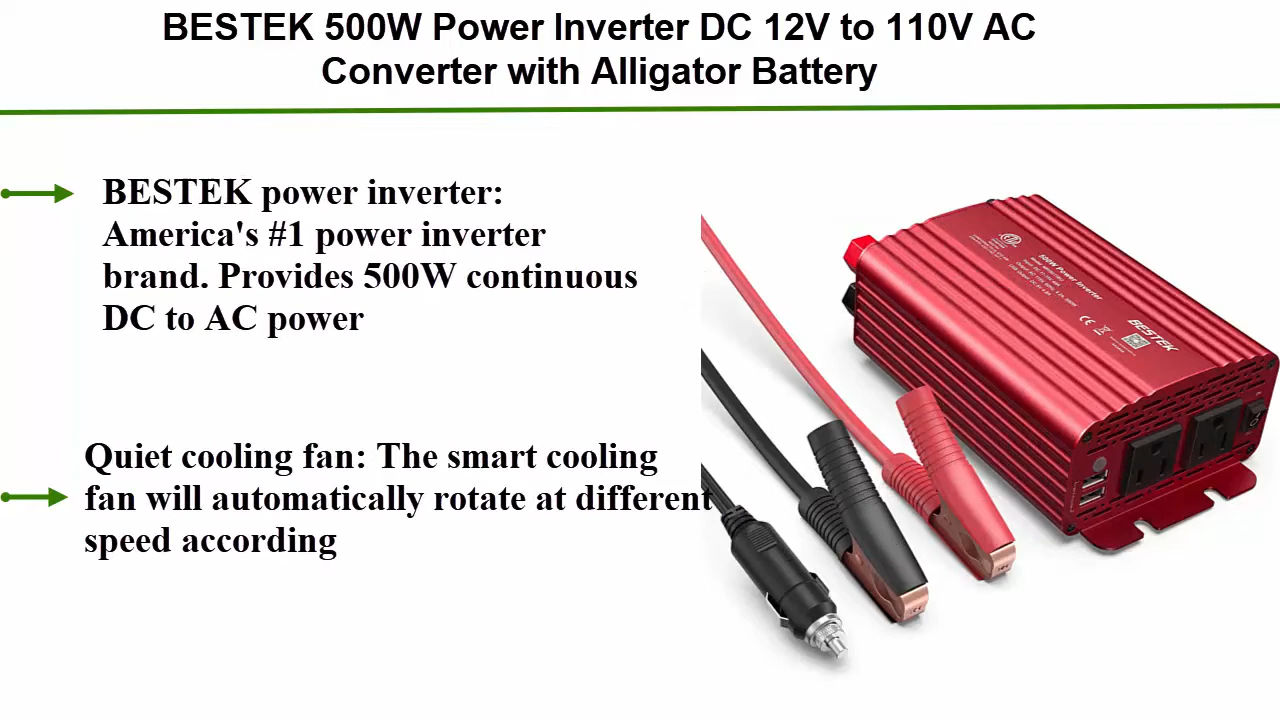 BESTEK 500W Power Inverter DC 12V to 110V AC
Converter with Alligator Battery
BESTEK power inverter:
America's #1 power inverter
brand. Provides 500W continuous
DC to AC power
Quiet cooling fan: The smart cooling
fan will automatically rotate at different
speed according
500W Power Inverter
BESTEK